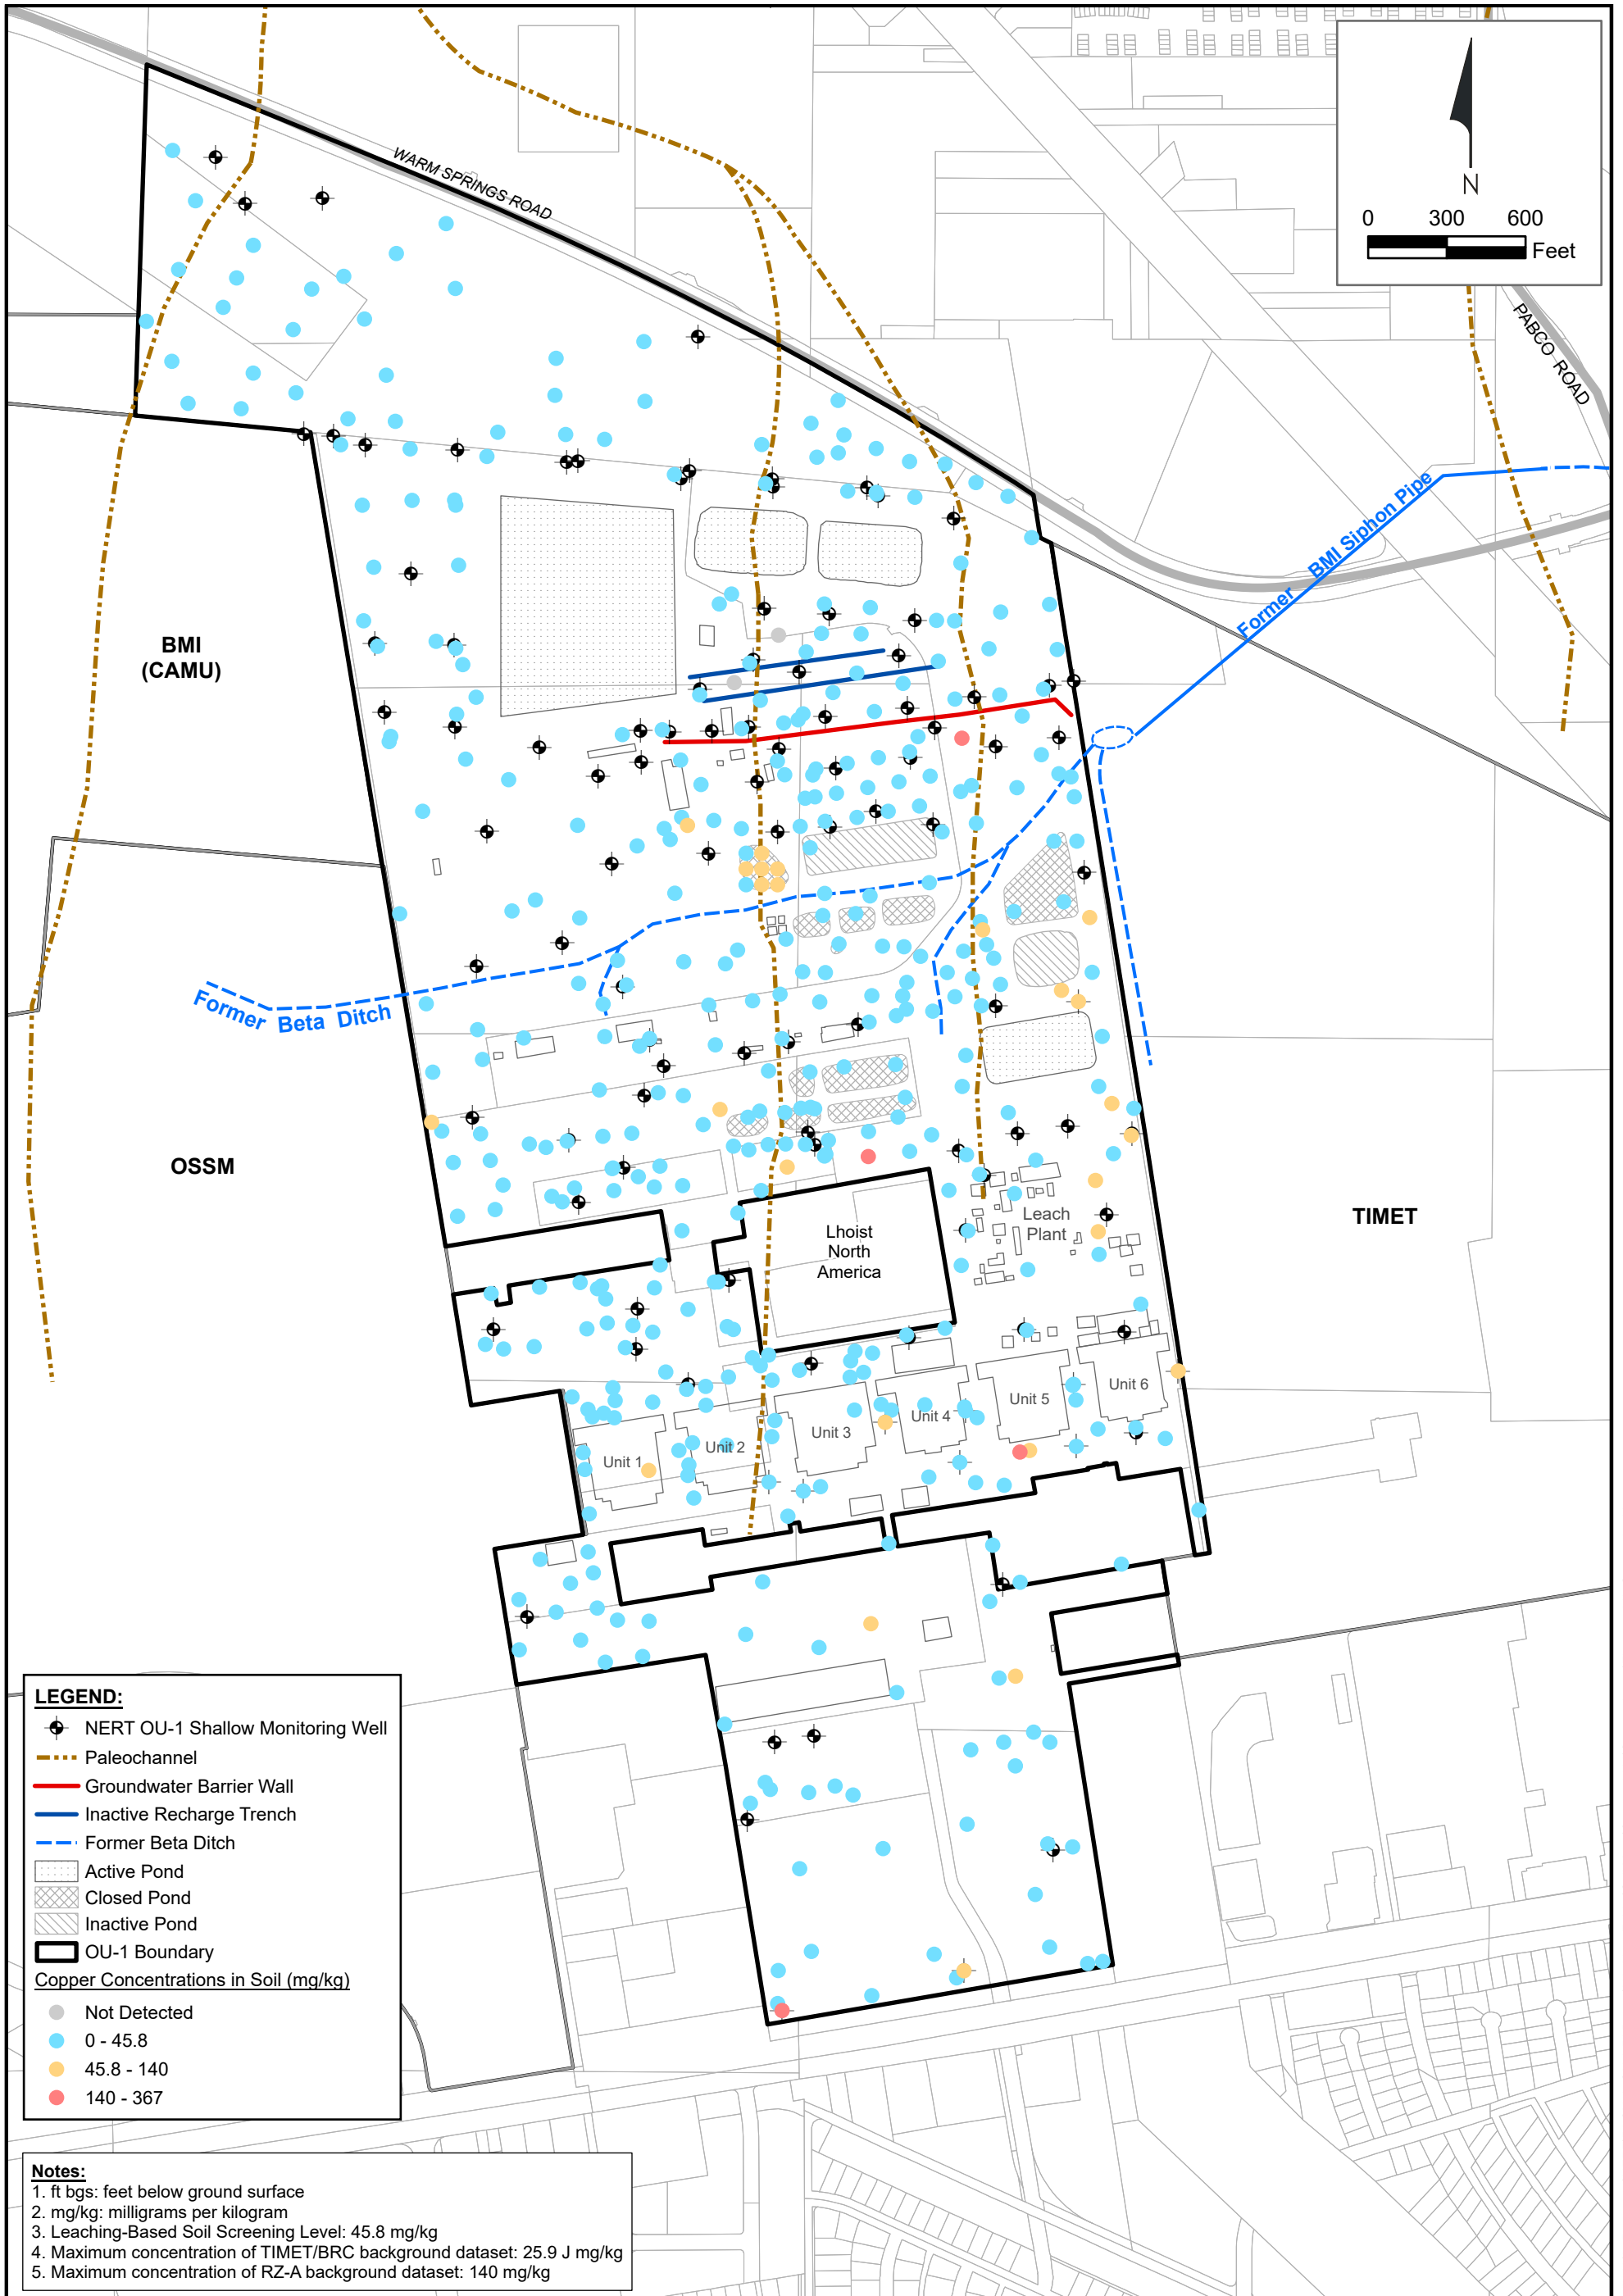 WARM SPRINGS ROAD
N
0 300 600
Feet
PABCO ROAD
Former BMI Siphon Pipe
BMI
(CAMU)
Former Beta Ditch
OSSM
TIMET
Lhoist
North
America
Leach
Plant
Unit 1
Unit 2
Unit 3
Unit 4
Unit 5
Unit 6
LEGEND:
NERT OU-1 Shallow Monitoring Well
Paleochannel
Groundwater Barrier Wall
Inactive Recharge Trench
Former Beta Ditch
Active Pond
Closed Pond
Inactive Pond
OU-1 Boundary
Copper Concentrations in Soil (mg/kg)
Not Detected
0 - 45.8
45.8 - 140
140 - 367
Notes:
1. ft bgs: feet below ground surface
2. mg/kg: milligrams per kilogram
3. Leaching-Based Soil Screening Level: 45.8 mg/kg
4. Maximum concentration of TIMET/BRC background dataset: 25.9 J mg/kg
5. Maximum concentration of RZ-A background dataset: 140 mg/kg